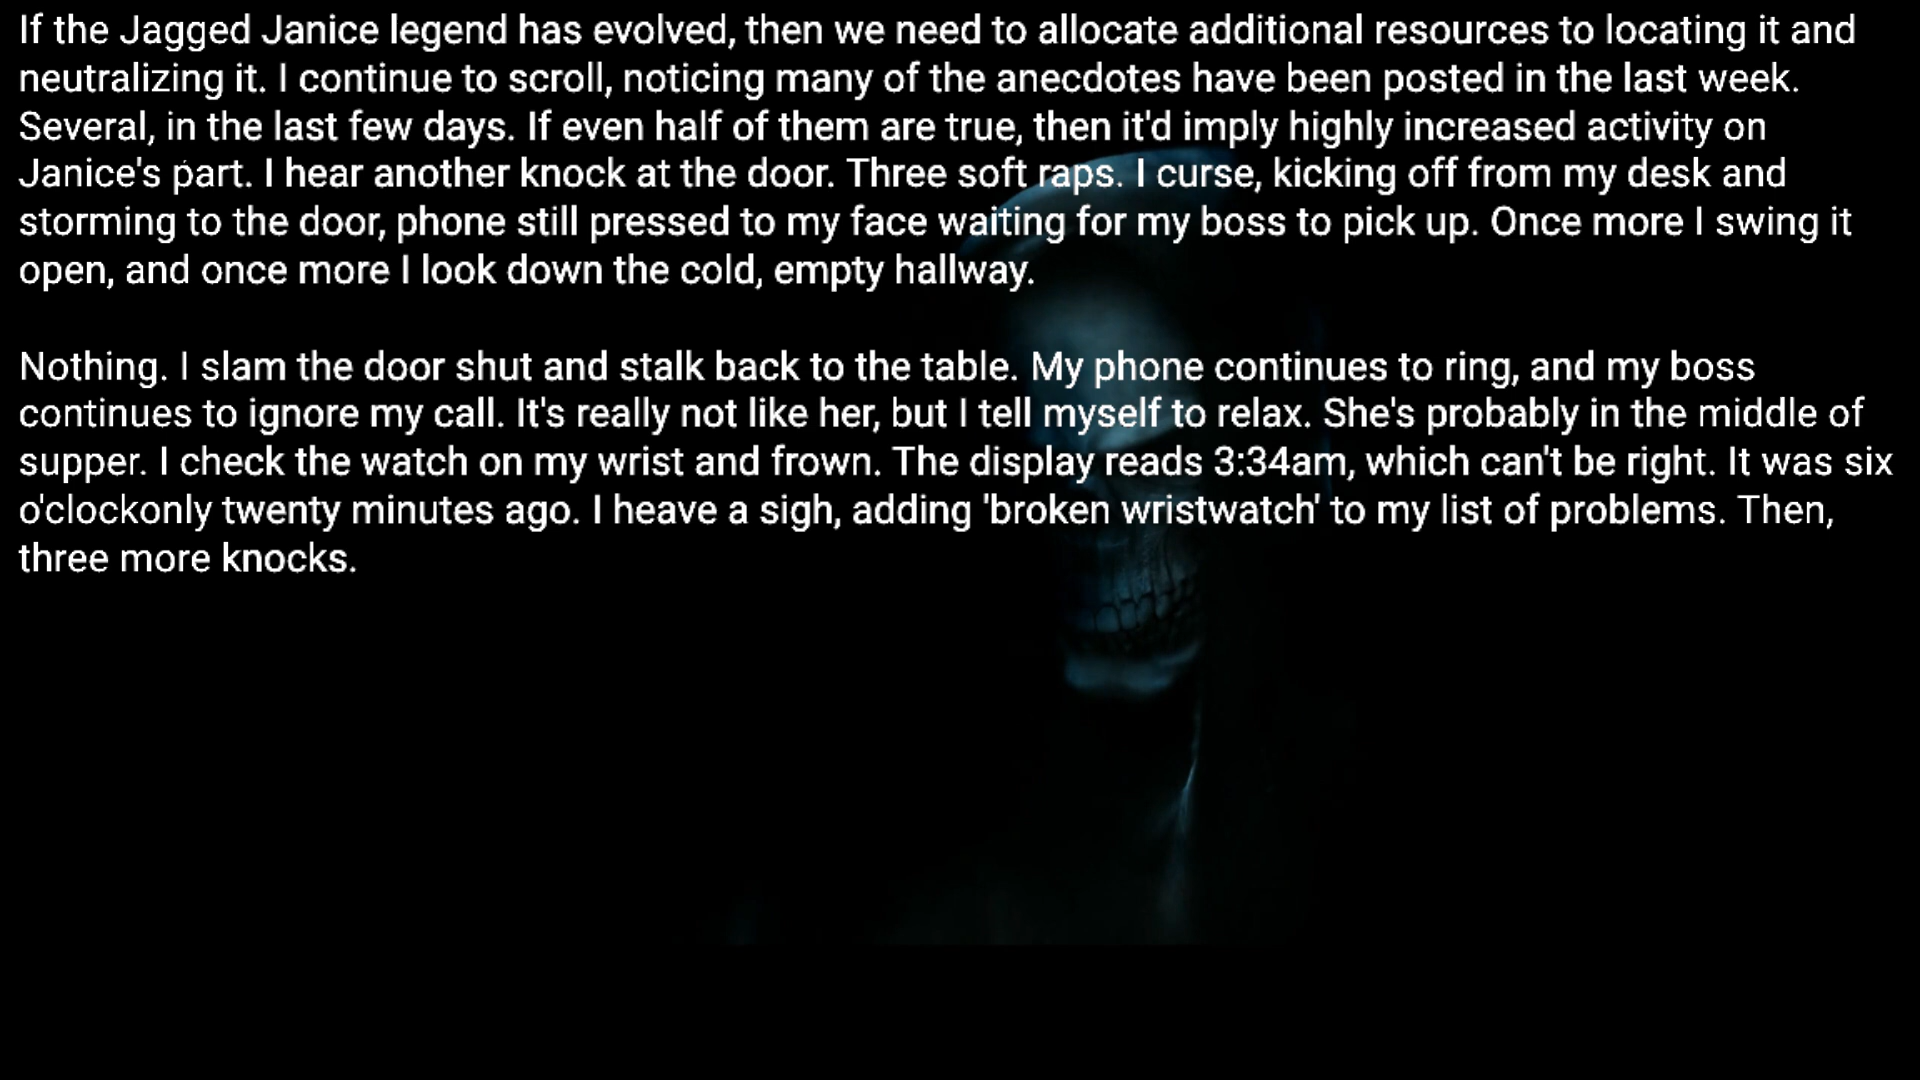 If the Jagged Janice legend has evolved, then we need to allocate additional resources to locating it and
neutralizing it. I continue to scroll, noticing many of the anecdotes have been posted in the last week.
Several, in the last few days. If even half of them are true, then it'd imply highly increased activity on
Janice's part. I hear another knock at the door. Three soft raps. I curse, kicking off from my desk and
storming to the door, phone still pressed to my face waiting for my boss to pick up. Once more I swing it
open, and once more I look down the cold, empty hallway.
Nothing. I slam the door shut and stalk back to the table. My phone continues to ring, and my boss
continues to ignore my call. It's really not like her, but I tell myself to relax. She's probably in the middle of
supper. I check the watch on my wrist and frown. The display reads 3:34am, which can't be right. It was six
o'clockonly twenty minutes ago. I heave a sigh, adding 'broken wristwatch' to my list of problems. Then,
three more knocks.